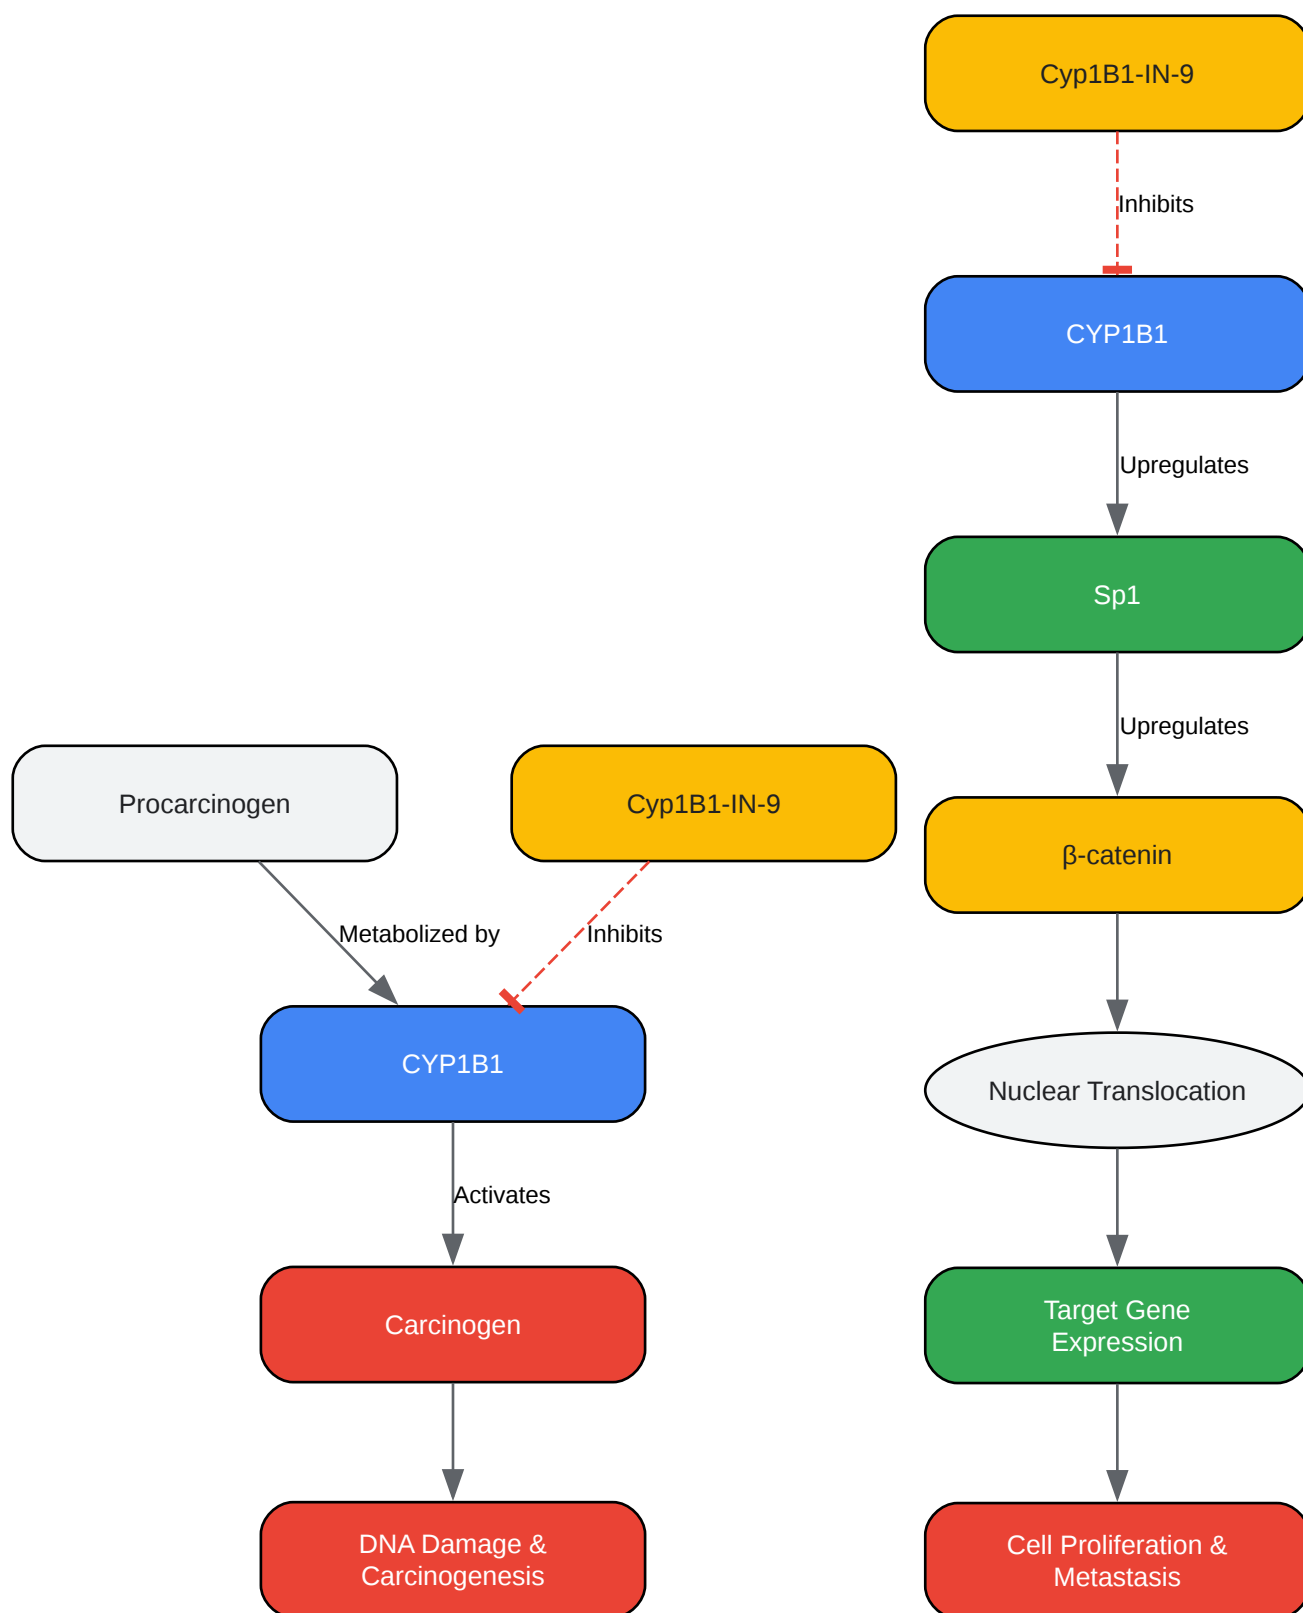 Cyp1B1-IN-9
Inhibits
CYP1B1
Upregulates
Sp1
Upregulates
Procarcinogen
Cyp1B1-IN-9
β-catenin
Metabolized by
Inhibits
CYP1B1
Nuclear Translocation
Activates
Carcinogen
Target Gene
Expression
DNA Damage &
Carcinogenesis
Cell Proliferation &
Metastasis